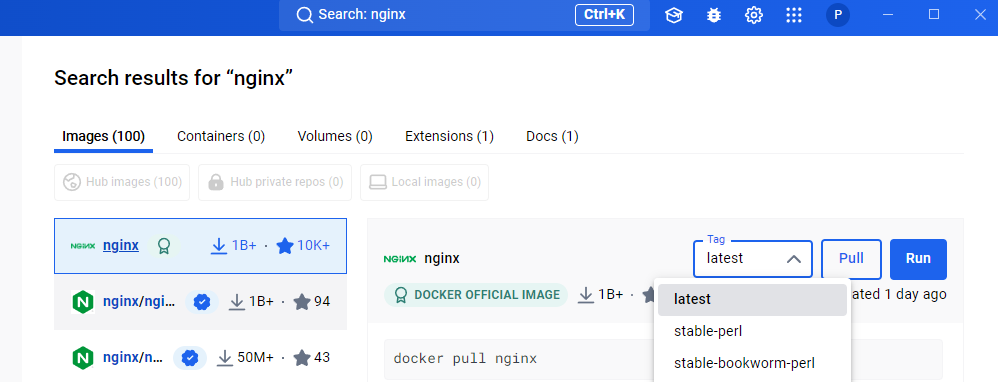 Search: nginx Ctrl+K P
Search results for “nginx”
Images (100) Containers (0) Volumes (0) Extensions (1) Docs (1)
Hub images (100) Hub private repos (0) Local images (0)
NGINX nginx 1B+ · 10K+
N nginx/ngi... 1B+ · 94
N nginx/n... 50M+ · 43
Tag
NGINX nginx latest Pull Run
DOCKER OFFICIAL IMAGE 1B+ · ated 1 day ago
latest
stable-perl
docker pull nginx
stable-bookworm-perl